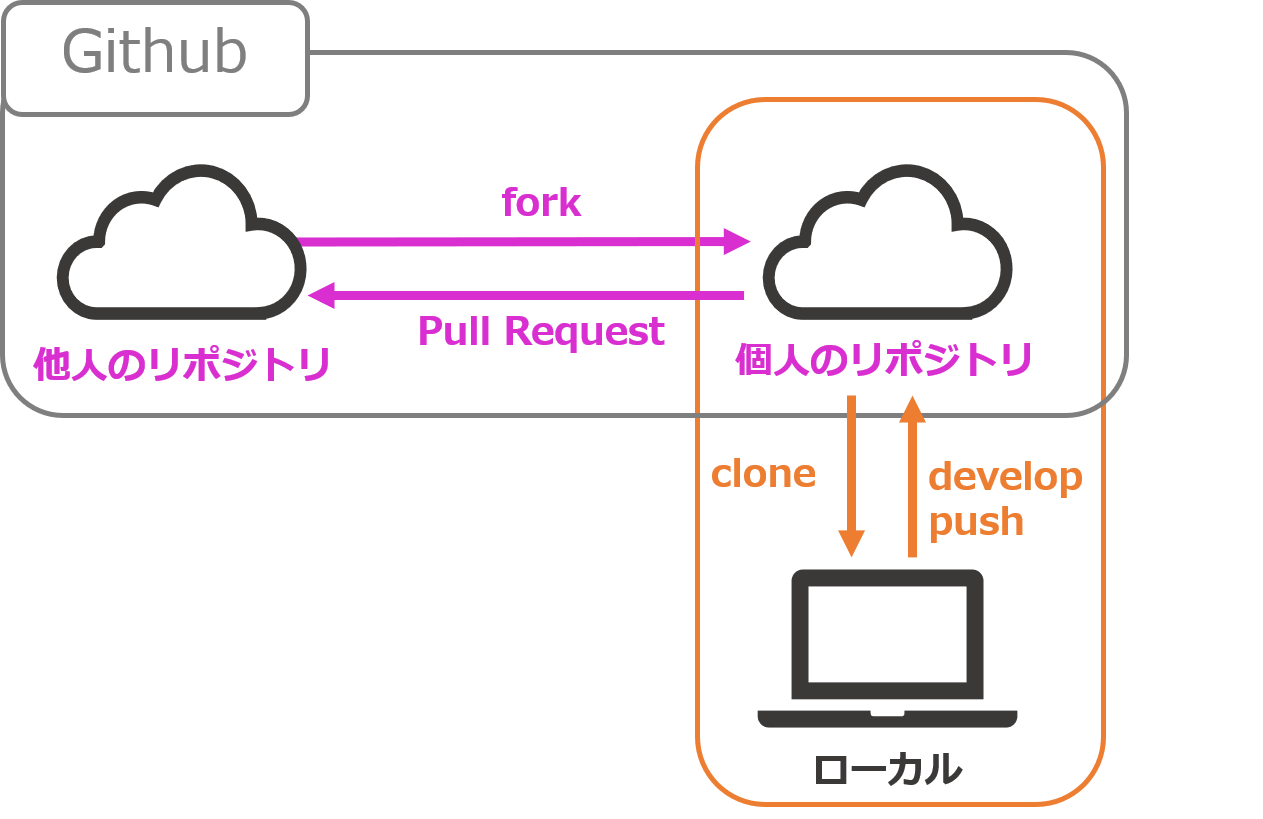 Github
fork
Pull Request
他人のリポジトリ
個人のリポジトリ
clone
develop
push
ローカル